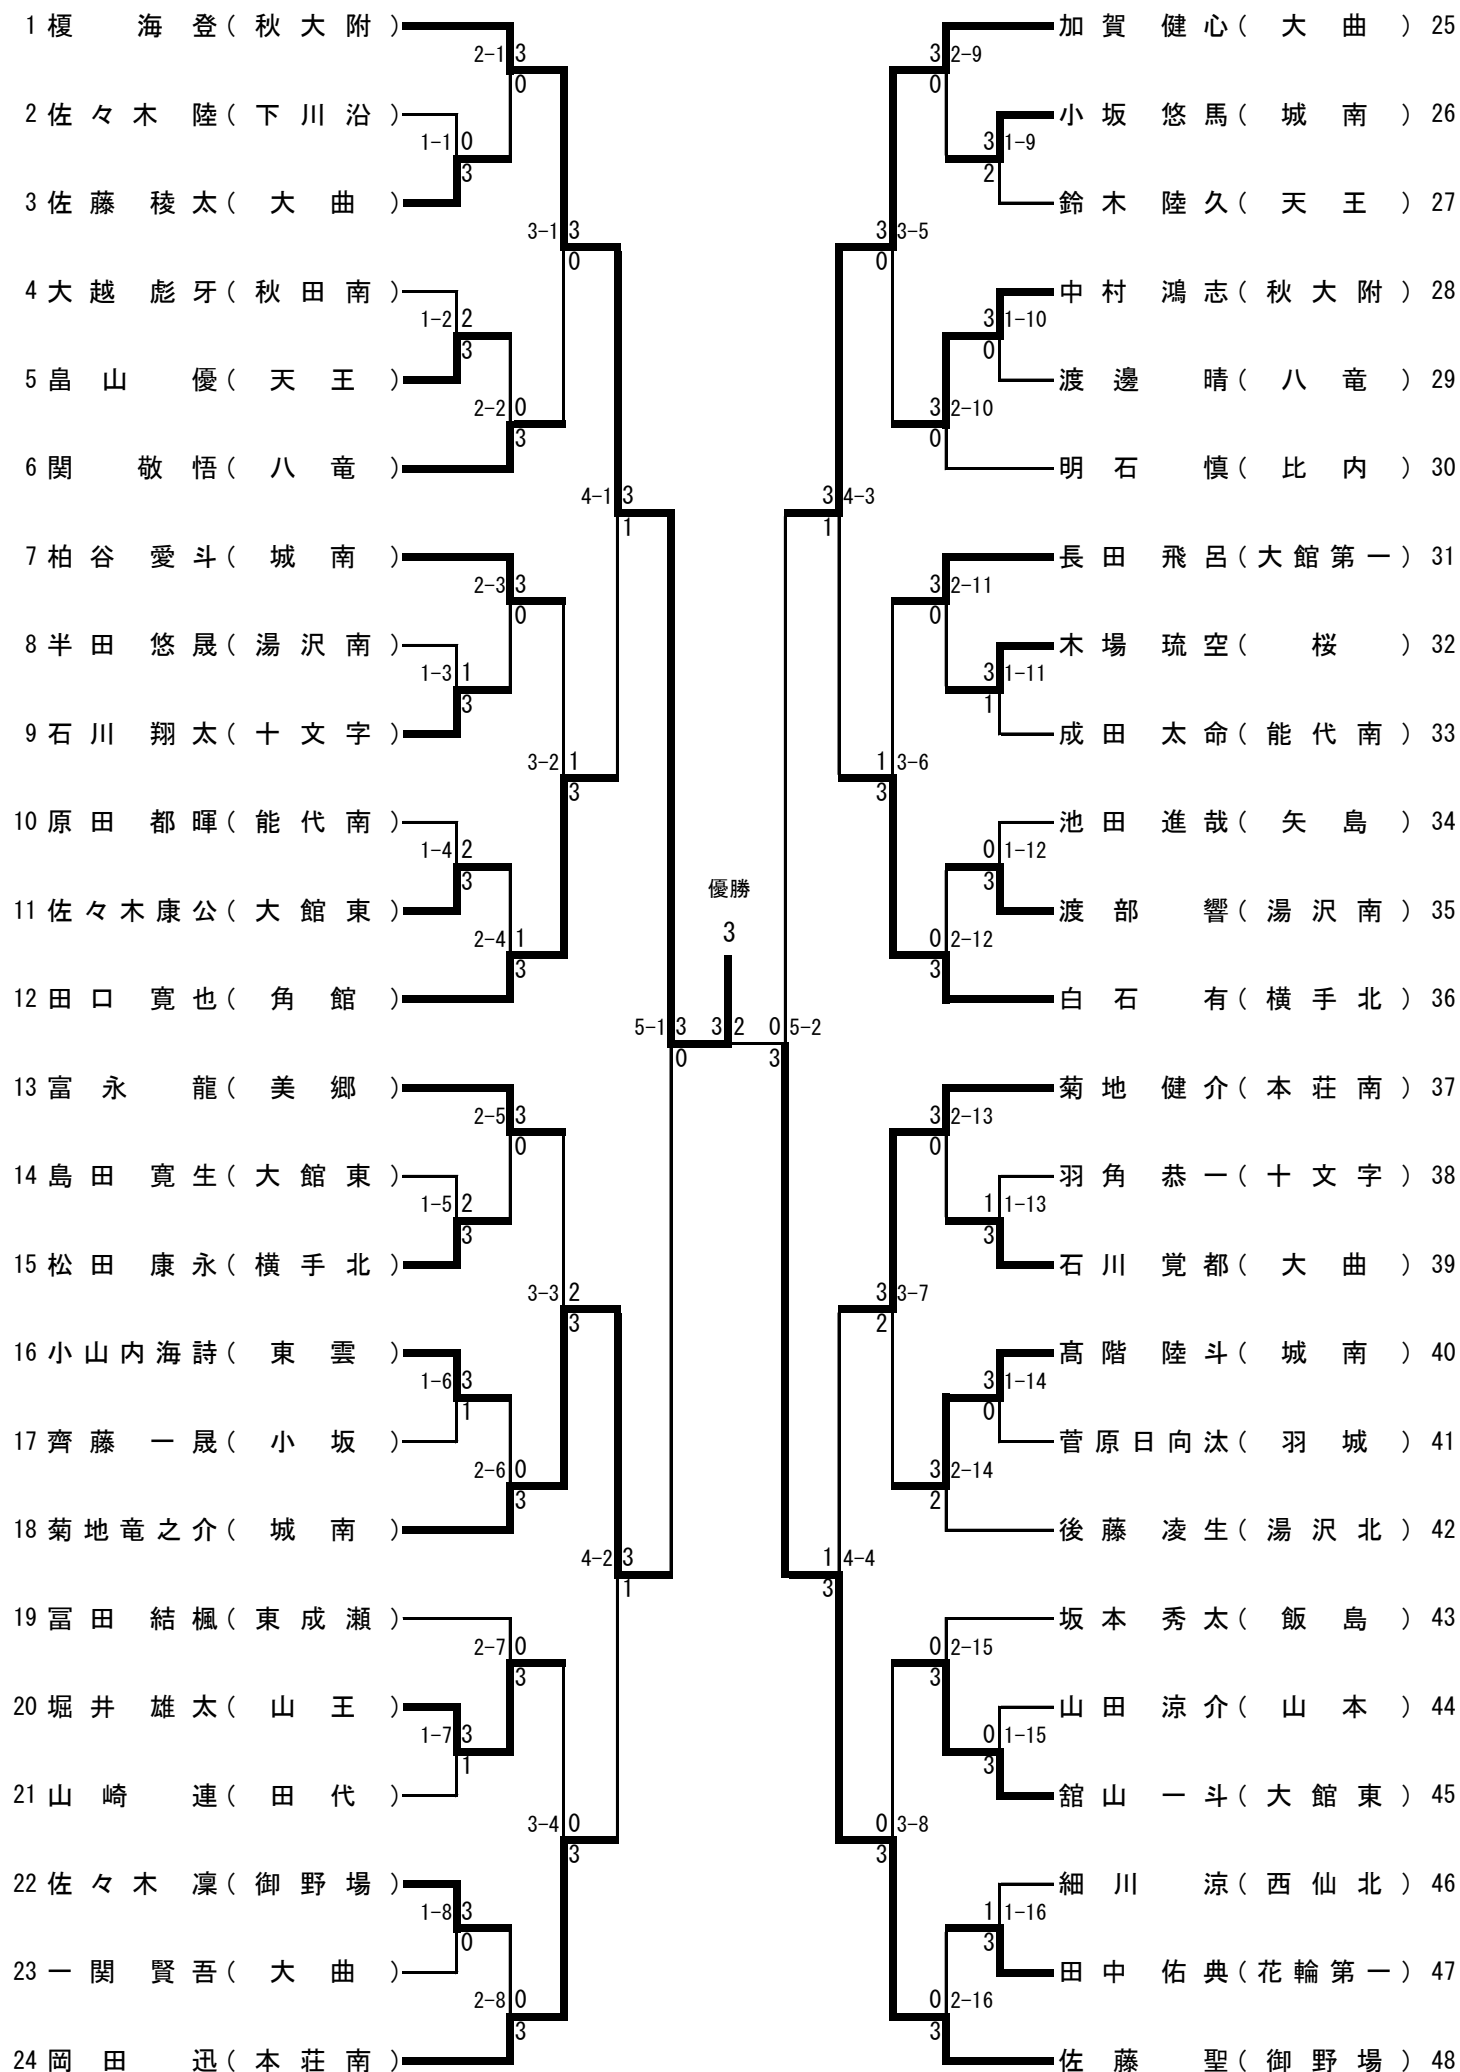 1 榎 海 登 ( 秋 大 附 )
2-1 3
0
2 佐 々 木 陸 ( 下 川 沿 )
1-1 0
3
3 佐 藤 稜 太 ( 大 曲 )
3-1 3
0
4 大 越 彪 牙 ( 秋 田 南 )
1-2 2
3
5 畠 山 優 ( 天 王 )
2-2 0
3
6 関 敬 悟 ( 八 竜 )
4-1 3
1
7 柏 谷 愛 斗 ( 城 南 )
2-3 3
0
8 半 田 悠 晟 ( 湯 沢 南 )
1-3 1
3
9 石 川 翔 太 ( 十 文 字 )
3-2 1
3
10 原 田 都 暉 ( 能 代 南 )
1-4 2
3
11 佐 々 木 康 公 ( 大 館 東 )
2-4 1
3
12 田 口 寛 也 ( 角 館 )
5-1 3
0
13 富 永 龍 ( 美 郷 )
2-5 3
0
14 島 田 寛 生 ( 大 館 東 )
1-5 2
3
15 松 田 康 永 ( 横 手 北 )
3-3 2
3
16 小 山 内 海 詩 ( 東 雲 )
1-6 3
1
17 齊 藤 一 晟 ( 小 坂 )
2-6 0
3
18 菊 地 竜 之 介 ( 城 南 )
4-2 3
1
19 冨 田 結 楓 ( 東 成 瀬 )
2-7 0
3
20 堀 井 雄 太 ( 山 王 )
1-7 3
1
21 山 崎 連 ( 田 代 )
3-4 0
3
22 佐 々 木 凜 ( 御 野 場 )
1-8 3
0
23 一 関 賢 吾 ( 大 曲 )
2-8 0
3
24 岡 田 迅 ( 本 荘 南 )
優勝
3
3 2
加 賀 健 心 ( 大 曲 ) 25
3 2-9
0
小 坂 悠 馬 ( 城 南 ) 26
3 1-9
2
鈴 木 陸 久 ( 天 王 ) 27
3 3-5
0
中 村 鴻 志 ( 秋 大 附 ) 28
3 1-10
0
渡 邊 晴 ( 八 竜 ) 29
3 2-10
0
明 石 慎 ( 比 内 ) 30
3 4-3
1
長 田 飛 呂 ( 大 館 第 一 ) 31
3 2-11
0
木 場 琉 空 ( 桜 ) 32
3 1-11
1
成 田 太 命 ( 能 代 南 ) 33
1 3-6
3
池 田 進 哉 ( 矢 島 ) 34
0 1-12
3
渡 部 響 ( 湯 沢 南 ) 35
0 2-12
3
白 石 有 ( 横 手 北 ) 36
0 5-2
3
菊 地 健 介 ( 本 荘 南 ) 37
3 2-13
0
羽 角 恭 一 ( 十 文 字 ) 38
1 1-13
3
石 川 覚 都 ( 大 曲 ) 39
3 3-7
2
髙 階 陸 斗 ( 城 南 ) 40
3 1-14
0
菅 原 日 向 汰 ( 羽 城 ) 41
3 2-14
2
後 藤 凌 生 ( 湯 沢 北 ) 42
1 4-4
3
坂 本 秀 太 ( 飯 島 ) 43
0 2-15
3
山 田 涼 介 ( 山 本 ) 44
0 1-15
3
舘 山 一 斗 ( 大 館 東 ) 45
0 3-8
3
細 川 涼 ( 西 仙 北 ) 46
1 1-16
3
田 中 佑 典 ( 花 輪 第 一 ) 47
0 2-16
3
佐 藤 聖 ( 御 野 場 ) 48